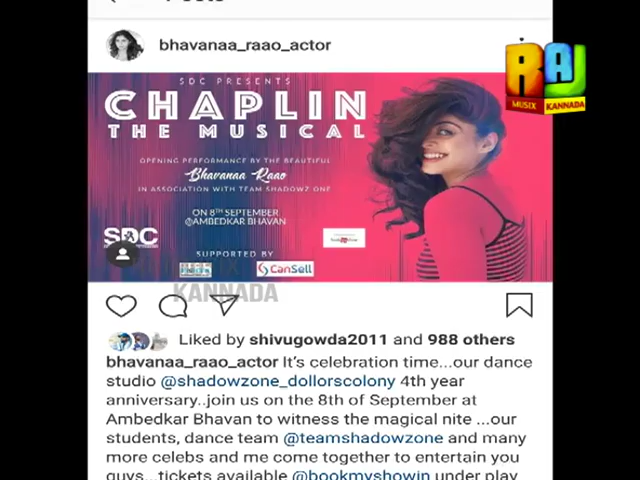 bhavanaa_raao_actor
RAJ
MUSIX KANNADA
SDC PRESENTS
CHAPLIN
THE MUSICAL
OPENING PERFORMANCE BY THE BEAUTIFUL
Bhavanaa Raao
IN ASSOCIATION WITH TEAM SHADOWZ ONE
ON 8TH SEPTEMBER
@AMBEDKAR BHAVAN
SDC
SUPPORTED BY
CanSell
KANNADA
Liked by shivugowda2011 and 988 others
bhavanaa_raao_actor It's celebration time...our dance
studio @shadowzone_dollorscolony 4th year
anniversary..join us on the 8th of September at
Ambedkar Bhavan to witness the magical nite ...our
students, dance team @teamshadowzone and many
more celebs and me come together to entertain you
guys...tickets available @bookmyshowin under play